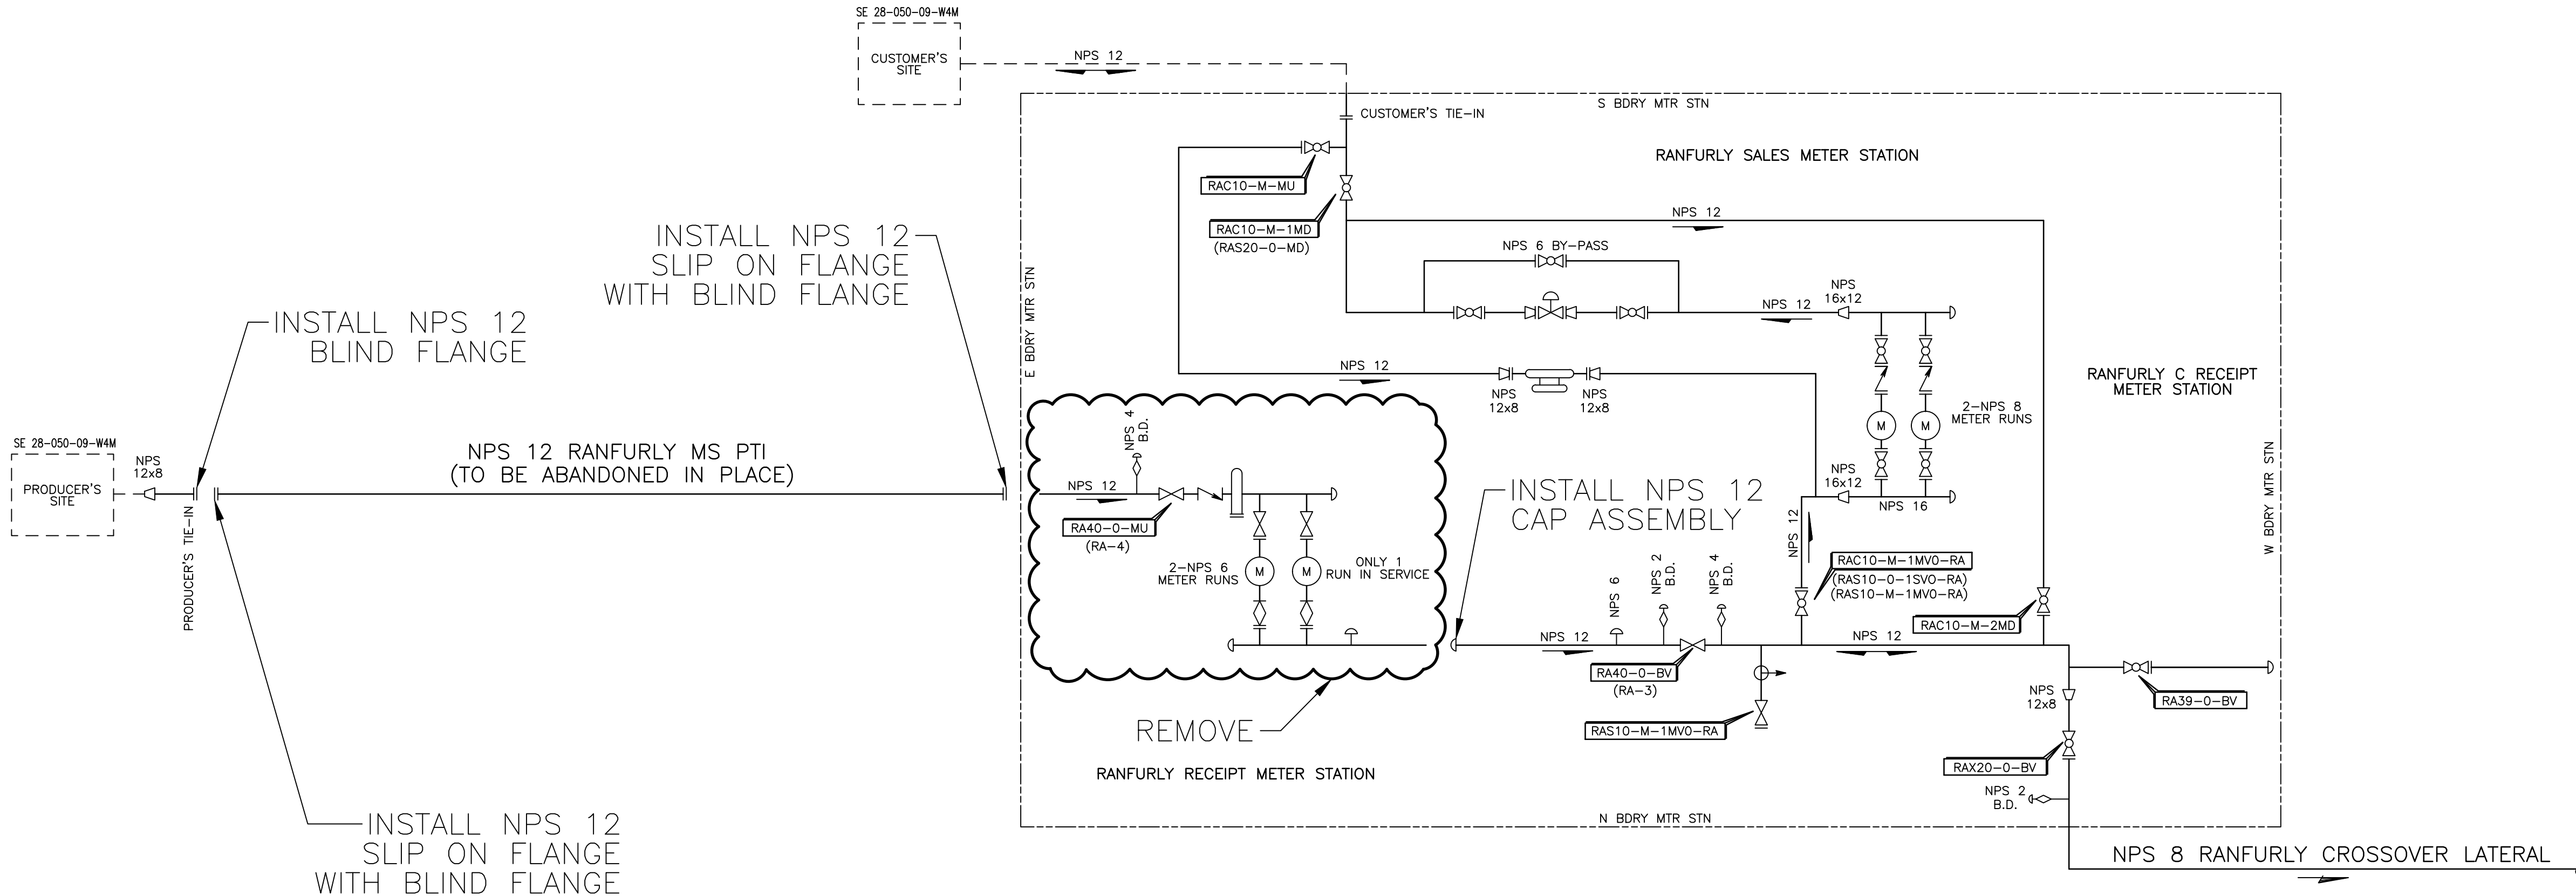 SE 28-050-09-W4M
CUSTOMER'S
SITE
NPS 12
S BDRY MTR STN
CUSTOMER'S TIE-IN
RANFURLY SALES METER STATION
RAC10-M-MU
RAC10-M-1MD
(RAS20-0-MD)
NPS 12
NPS 6 BY-PASS
NPS 12
NPS
16x12
INSTALL NPS 12
SLIP ON FLANGE
WITH BLIND FLANGE
E BDRY MTR STN
INSTALL NPS 12
BLIND FLANGE
NPS 12
NPS
12x8
NPS
12x8
RANFURLY C RECEIPT
METER STATION
2-NPS 8
METER RUNS
M
M
W BDRY MTR STN
SE 28-050-09-W4M
PRODUCER'S
SITE
NPS
12x8
PRODUCER'S TIE-IN
NPS 12 RANFURLY MS PTI
(TO BE ABANDONED IN PLACE)
NPS 4
B.D.
NPS 12
RA40-0-MU
(RA-4)
2-NPS 6
METER RUNS
M
M
ONLY 1
RUN IN SERVICE
INSTALL NPS 12
CAP ASSEMBLY
NPS
16x12
NPS 16
NPS 12
RAC10-M-1MVO-RA
(RAS10-0-1SVO-RA)
(RAS10-M-1MVO-RA)
RAC10-M-2MD
NPS 12
NPS 6
NPS 2
B.D.
NPS 4
B.D.
NPS 12
RA40-0-BV
(RA-3)
RAS10-M-1MVO-RA
NPS
12x8
RA39-0-BV
RAX20-0-BV
NPS 2
B.D.
REMOVE
RANFURLY RECEIPT METER STATION
N BDRY MTR STN
INSTALL NPS 12
SLIP ON FLANGE
WITH BLIND FLANGE
NPS 8 RANFURLY CROSSOVER LATERAL